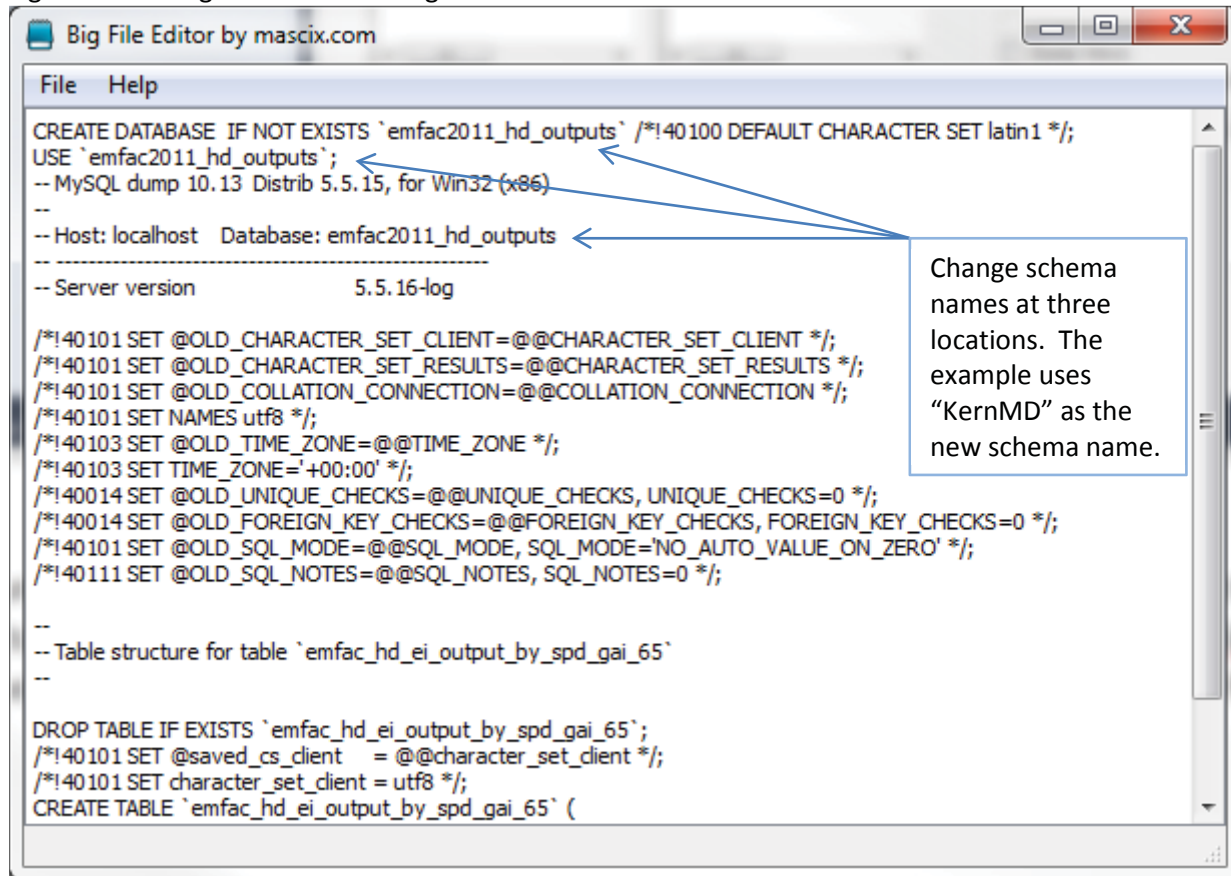 Big File Editor by mascix.com
File Help
CREATE DATABASE IF NOT EXISTS `emfac2011_hd_outputs` /*!40100 DEFAULT CHARACTER SET latin1 */;
USE `emfac2011_hd_outputs`;
-- MySQL dump 10.13 Distrib 5.5.15, for Win32 (x86)
--
-- Host: localhost Database: emfac2011_hd_outputs
-- ------------------------------------------------------
-- Server version 5.5.16-log
/*!40101 SET @OLD_CHARACTER_SET_CLIENT=@@CHARACTER_SET_CLIENT */;
/*!40101 SET @OLD_CHARACTER_SET_RESULTS=@@CHARACTER_SET_RESULTS */;
/*!40101 SET @OLD_COLLATION_CONNECTION=@@COLLATION_CONNECTION */;
/*!40101 SET NAMES utf8 */;
/*!40103 SET @OLD_TIME_ZONE=@@TIME_ZONE */;
/*!40103 SET TIME_ZONE='+00:00' */;
/*!40014 SET @OLD_UNIQUE_CHECKS=@@UNIQUE_CHECKS, UNIQUE_CHECKS=0 */;
/*!40014 SET @OLD_FOREIGN_KEY_CHECKS=@@FOREIGN_KEY_CHECKS, FOREIGN_KEY_CHECKS=0 */;
/*!40101 SET @OLD_SQL_MODE=@@SQL_MODE, SQL_MODE='NO_AUTO_VALUE_ON_ZERO' */;
/*!40111 SET @OLD_SQL_NOTES=@@SQL_NOTES, SQL_NOTES=0 */;
--
-- Table structure for table `emfac_hd_ei_output_by_spd_gai_65`
--
DROP TABLE IF EXISTS `emfac_hd_ei_output_by_spd_gai_65`;
/*!40101 SET @saved_cs_client = @@character_set_client */;
/*!40101 SET character_set_client = utf8 */;
CREATE TABLE `emfac_hd_ei_output_by_spd_gai_65` (
Change schema
names at three
locations. The
example uses
“KernMD” as the
new schema name.